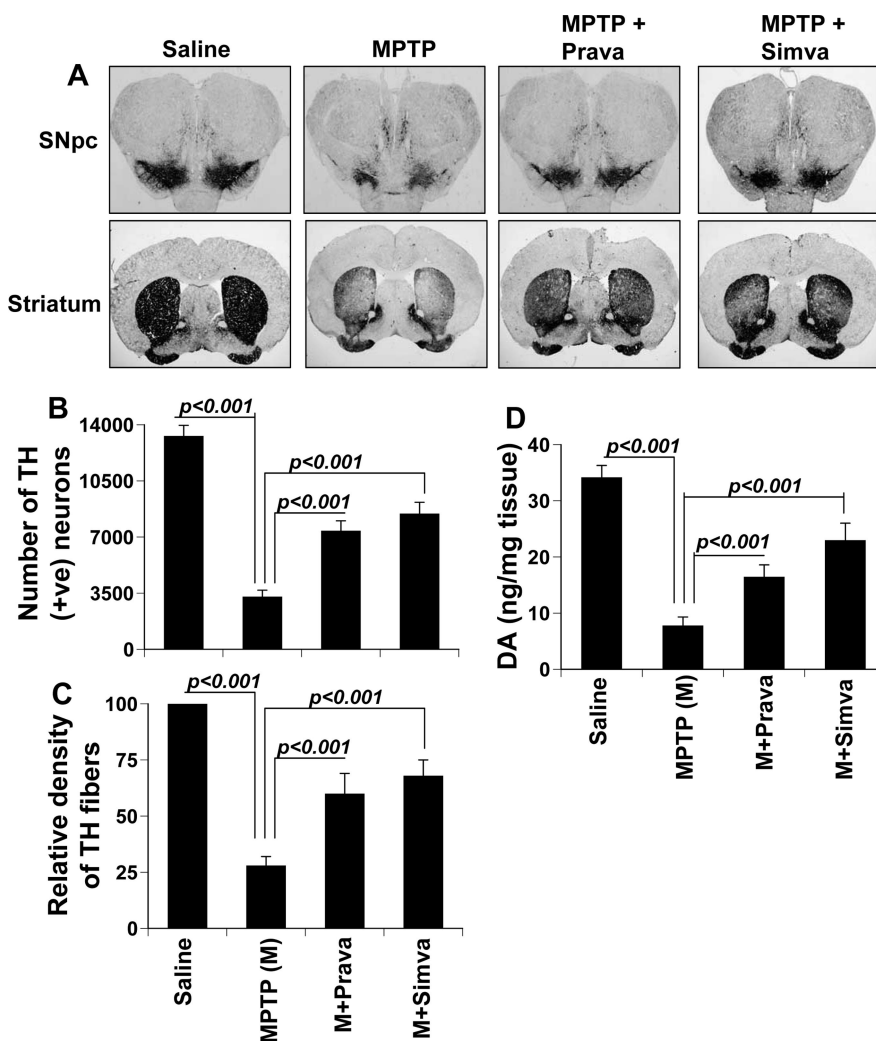 Saline
MPTP
MPTP +
Prava
MPTP +
Simva
A
SNpc
Striatum
B
Number of TH
(+ve) neurons
14000
10500
7000
3500
0
p<0.001
p<0.001
p<0.001
C
Relative density
of TH fibers
100
75
50
25
0
p<0.001
p<0.001
p<0.001
Saline
MPTP (M)
M+Prava
M+Simva
D
DA (ng/mg tissue)
40
30
20
10
0
p<0.001
p<0.001
p<0.001
Saline
MPTP (M)
M+Prava
M+Simva